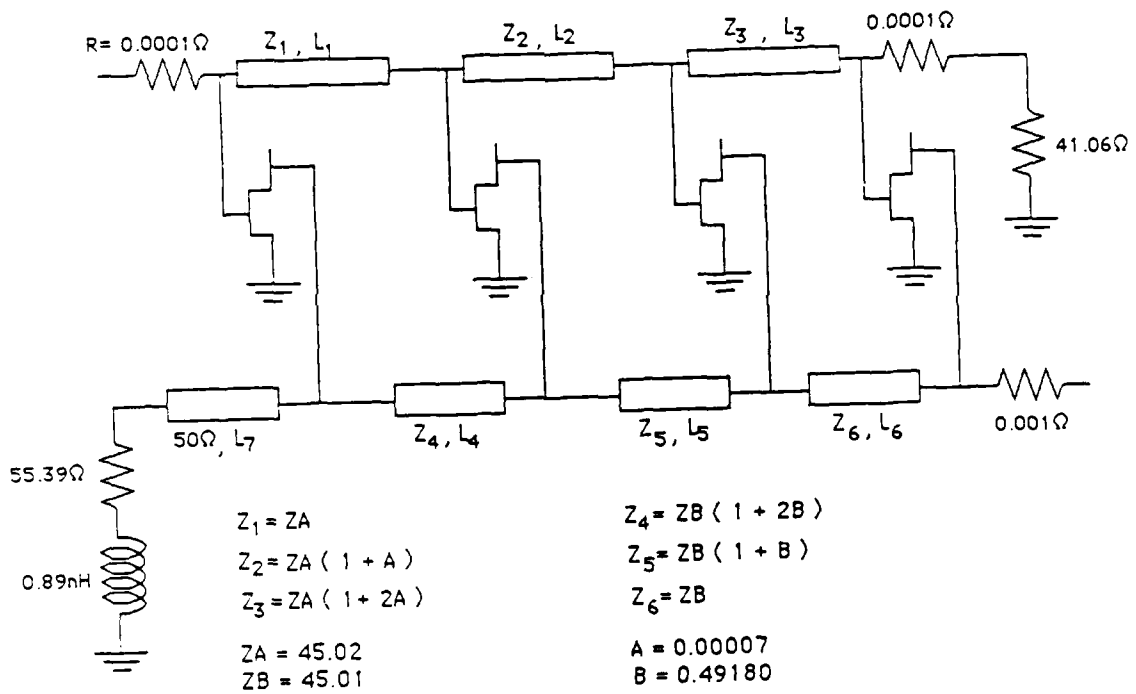 R= 0.0001Ω
Z₁ , L₁
Z₂ , L₂
Z₃ , L₃
0.0001Ω
41.06Ω
50Ω, L₇
Z₄, L₄
Z₅, L₅
Z₆, L₆
0.001Ω
55.39Ω
0.89nH
Z₁ = ZA
Z₂= ZA ( 1 + A )
Z₃ = ZA ( 1 + 2A )
ZA = 45.02
ZB = 45.01
Z₄= ZB ( 1 + 2B )
Z₅= ZB ( 1 + B )
Z₆= ZB
A = 0.00007
B = 0.49180